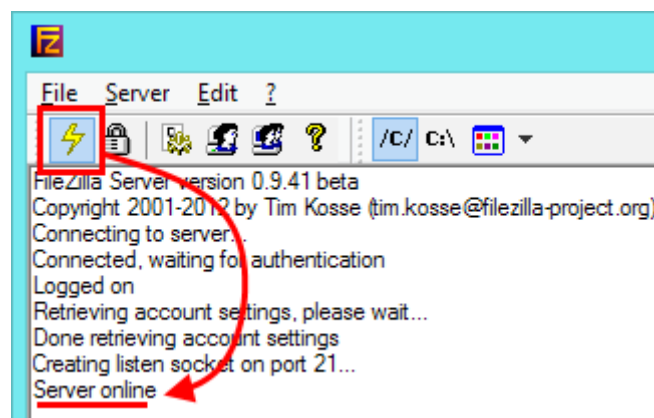 FZ
File Server Edit ?
/C/ C:\
FileZilla Server version 0.9.41 beta
Copyright 2001-2012 by Tim Kosse (tim.kosse@filezilla-project.org)
Connecting to server...
Connected, waiting for authentication
Logged on
Retrieving account settings, please wait...
Done retrieving account settings
Creating listen socket on port 21...
Server online